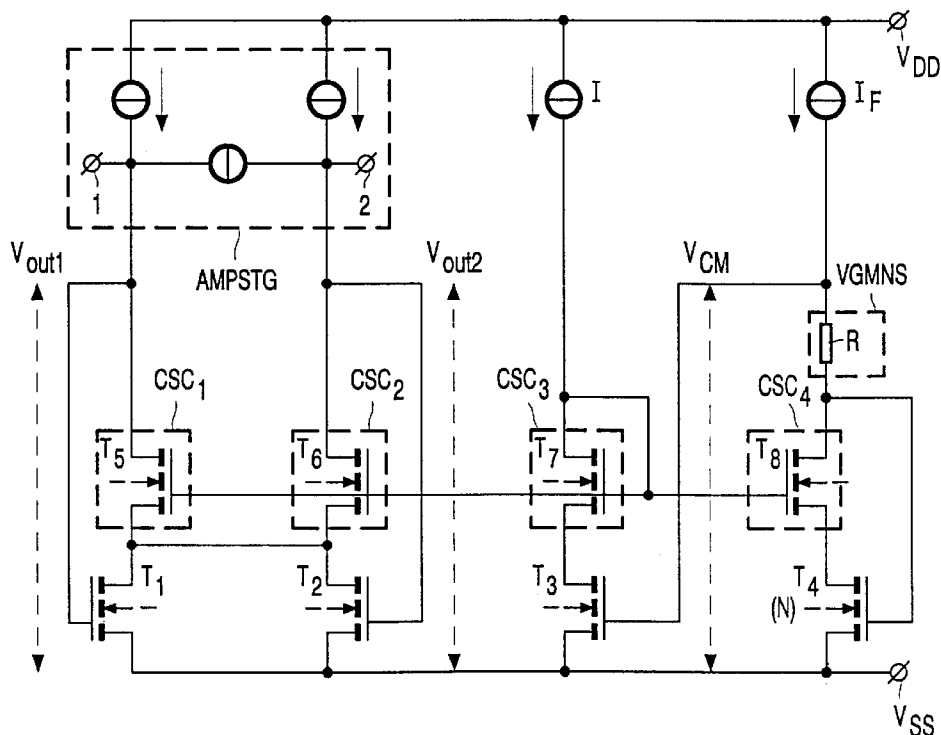 V_DD
I
I_F
1
2
V_out1
AMPSTG
V_out2
V_CM
VGMNS
R
CSC_1
CSC_2
CSC_3
CSC_4
T_5
T_6
T_7
T_8
T_1
T_2
T_3
T_4
(N)
V_SS